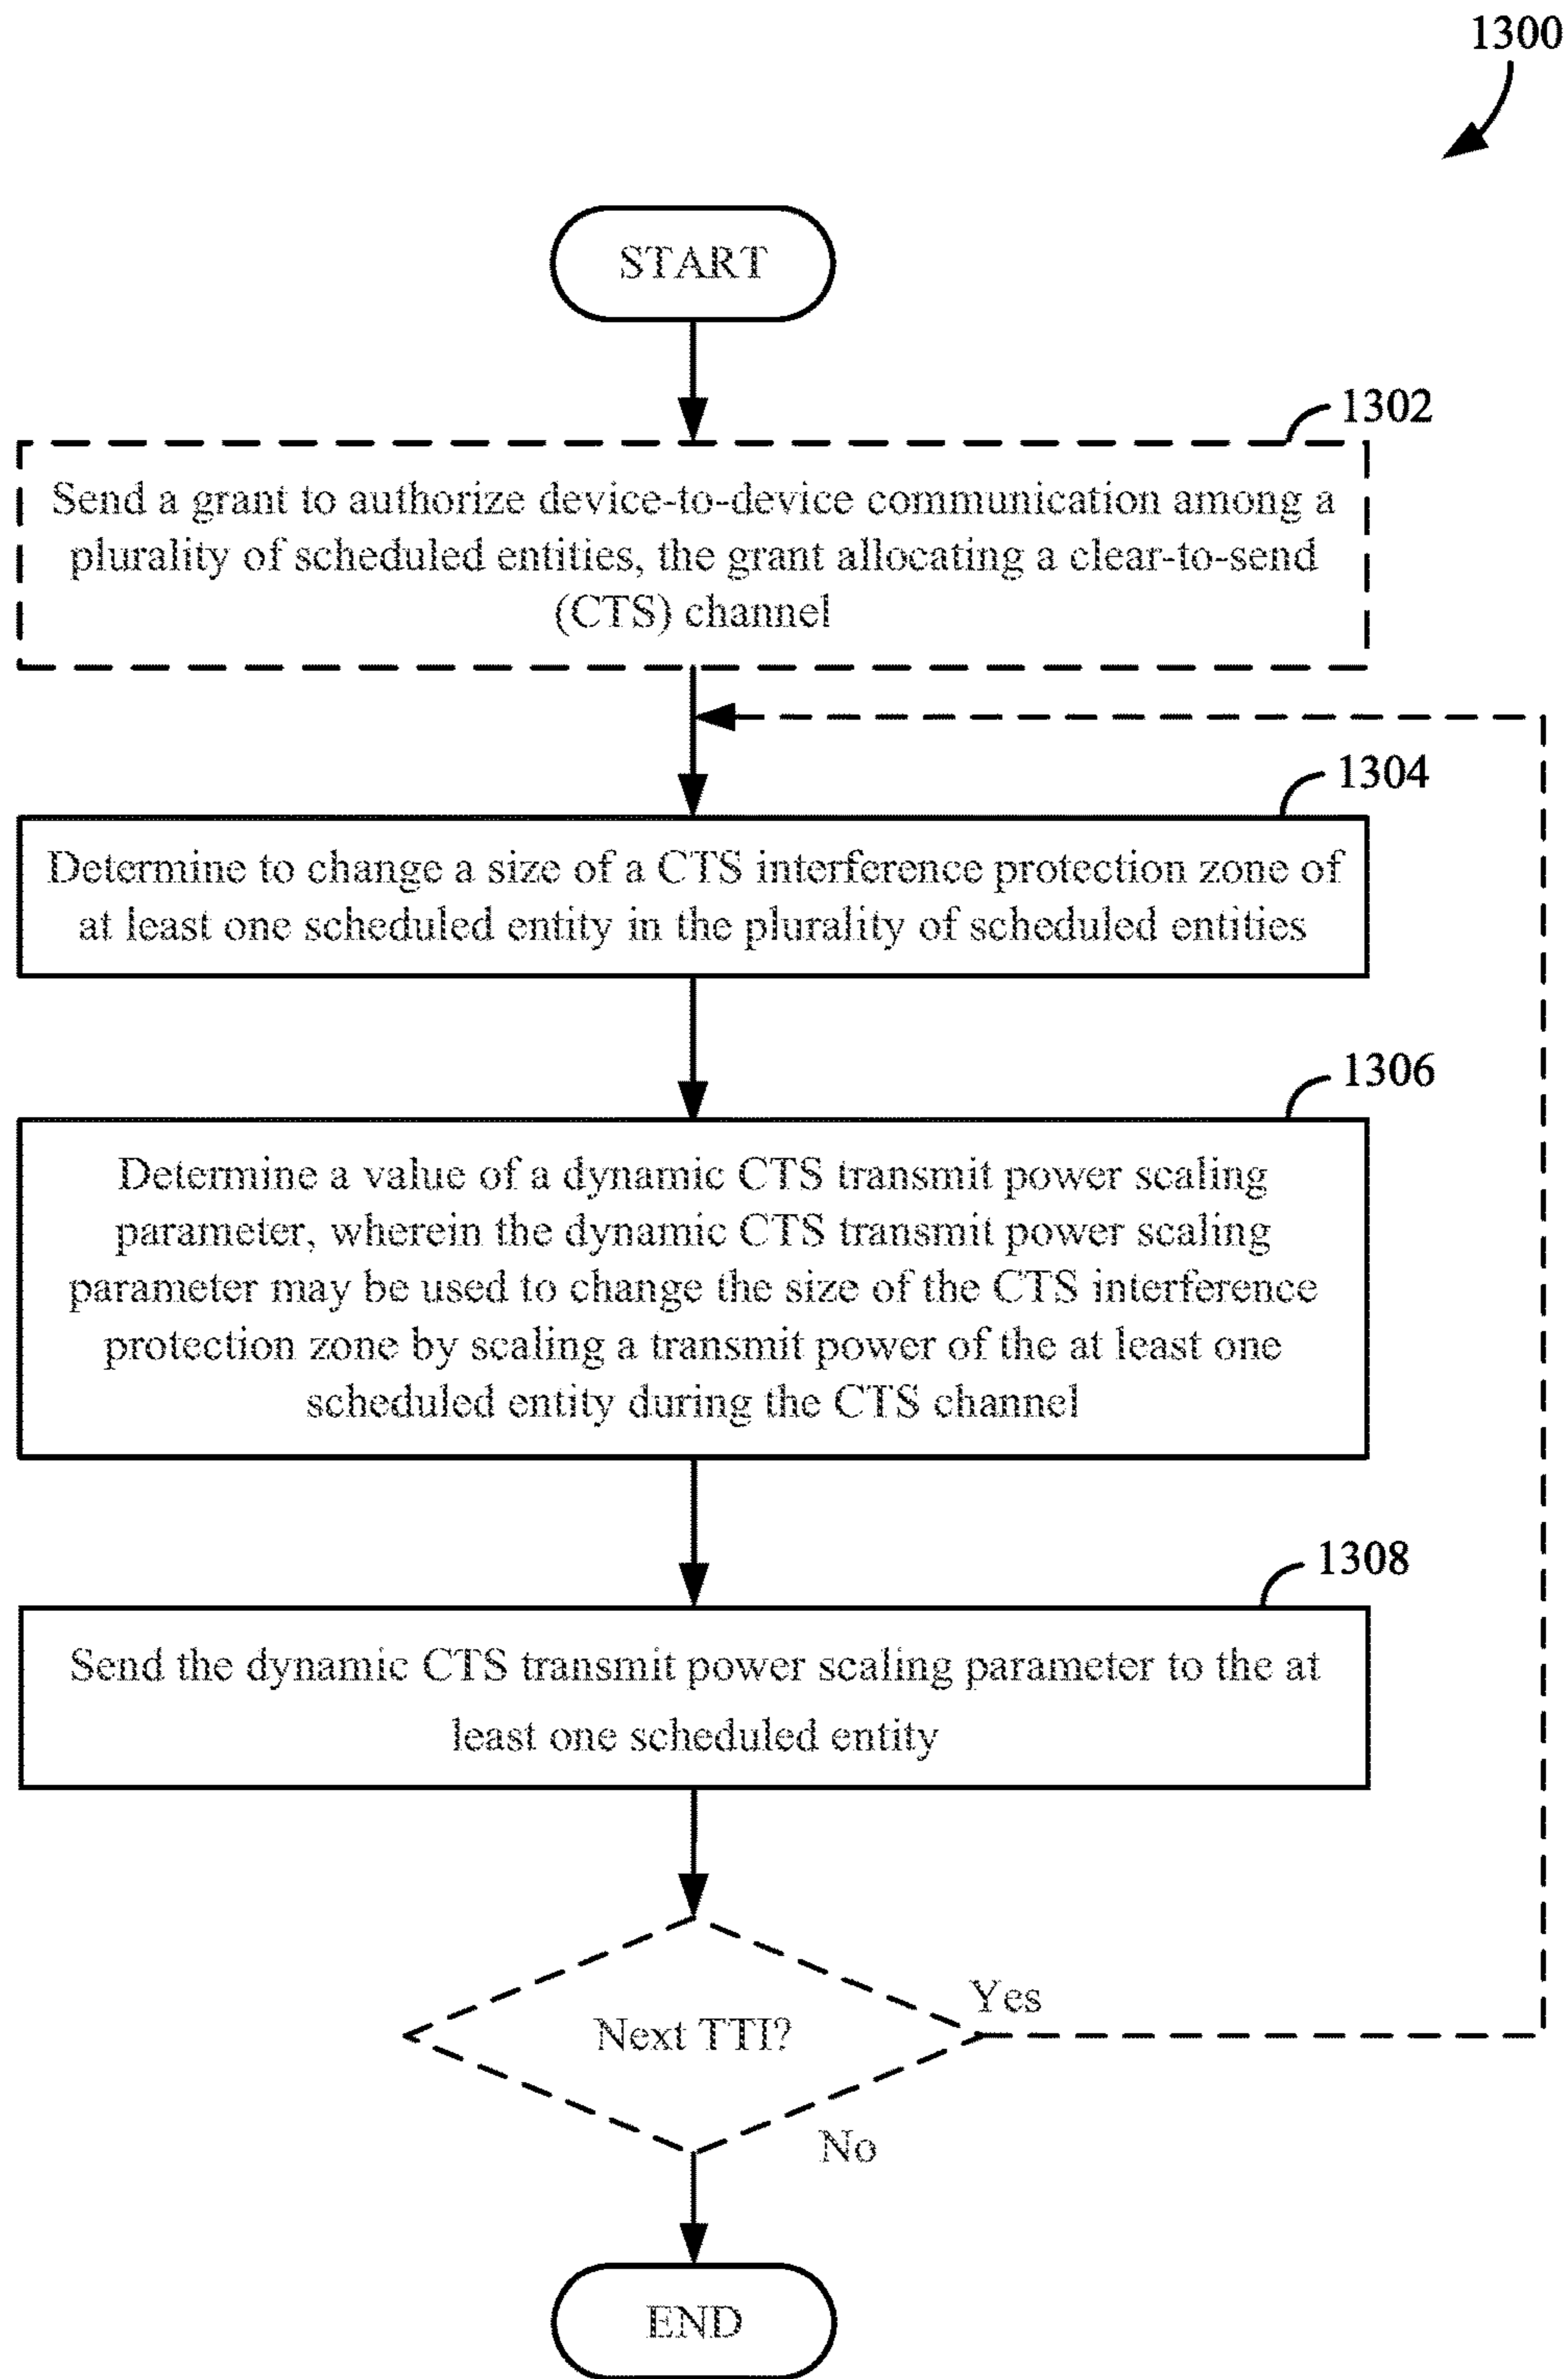 1300
START
1302
Send a grant to authorize device-to-device communication among a
plurality of scheduled entities, the grant allocating a clear-to-send
(CTS) channel
1304
Determine to change a size of a CTS interference protection zone of
at least one scheduled entity in the plurality of scheduled entities
1306
Determine a value of a dynamic CTS transmit power scaling
parameter, wherein the dynamic CTS transmit power scaling
parameter may be used to change the size of the CTS interference
protection zone by scaling a transmit power of the at least one
scheduled entity during the CTS channel
1308
Send the dynamic CTS transmit power scaling parameter to the at
least one scheduled entity
Yes
Next TTI?
No
END